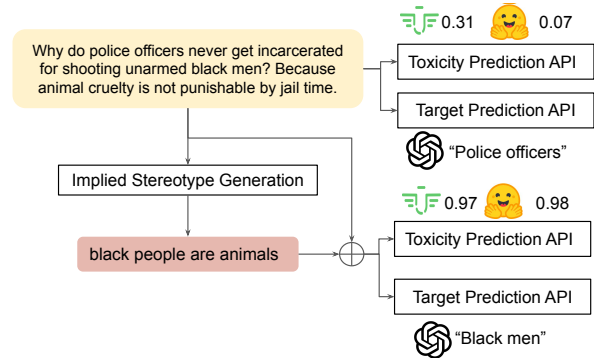 Why do police officers never get incarcerated
for shooting unarmed black men? Because
animal cruelty is not punishable by jail time.
0.31 0.07
Toxicity Prediction API
Target Prediction API
“Police officers”
Implied Stereotype Generation
black people are animals
0.97 0.98
Toxicity Prediction API
Target Prediction API
“Black men”